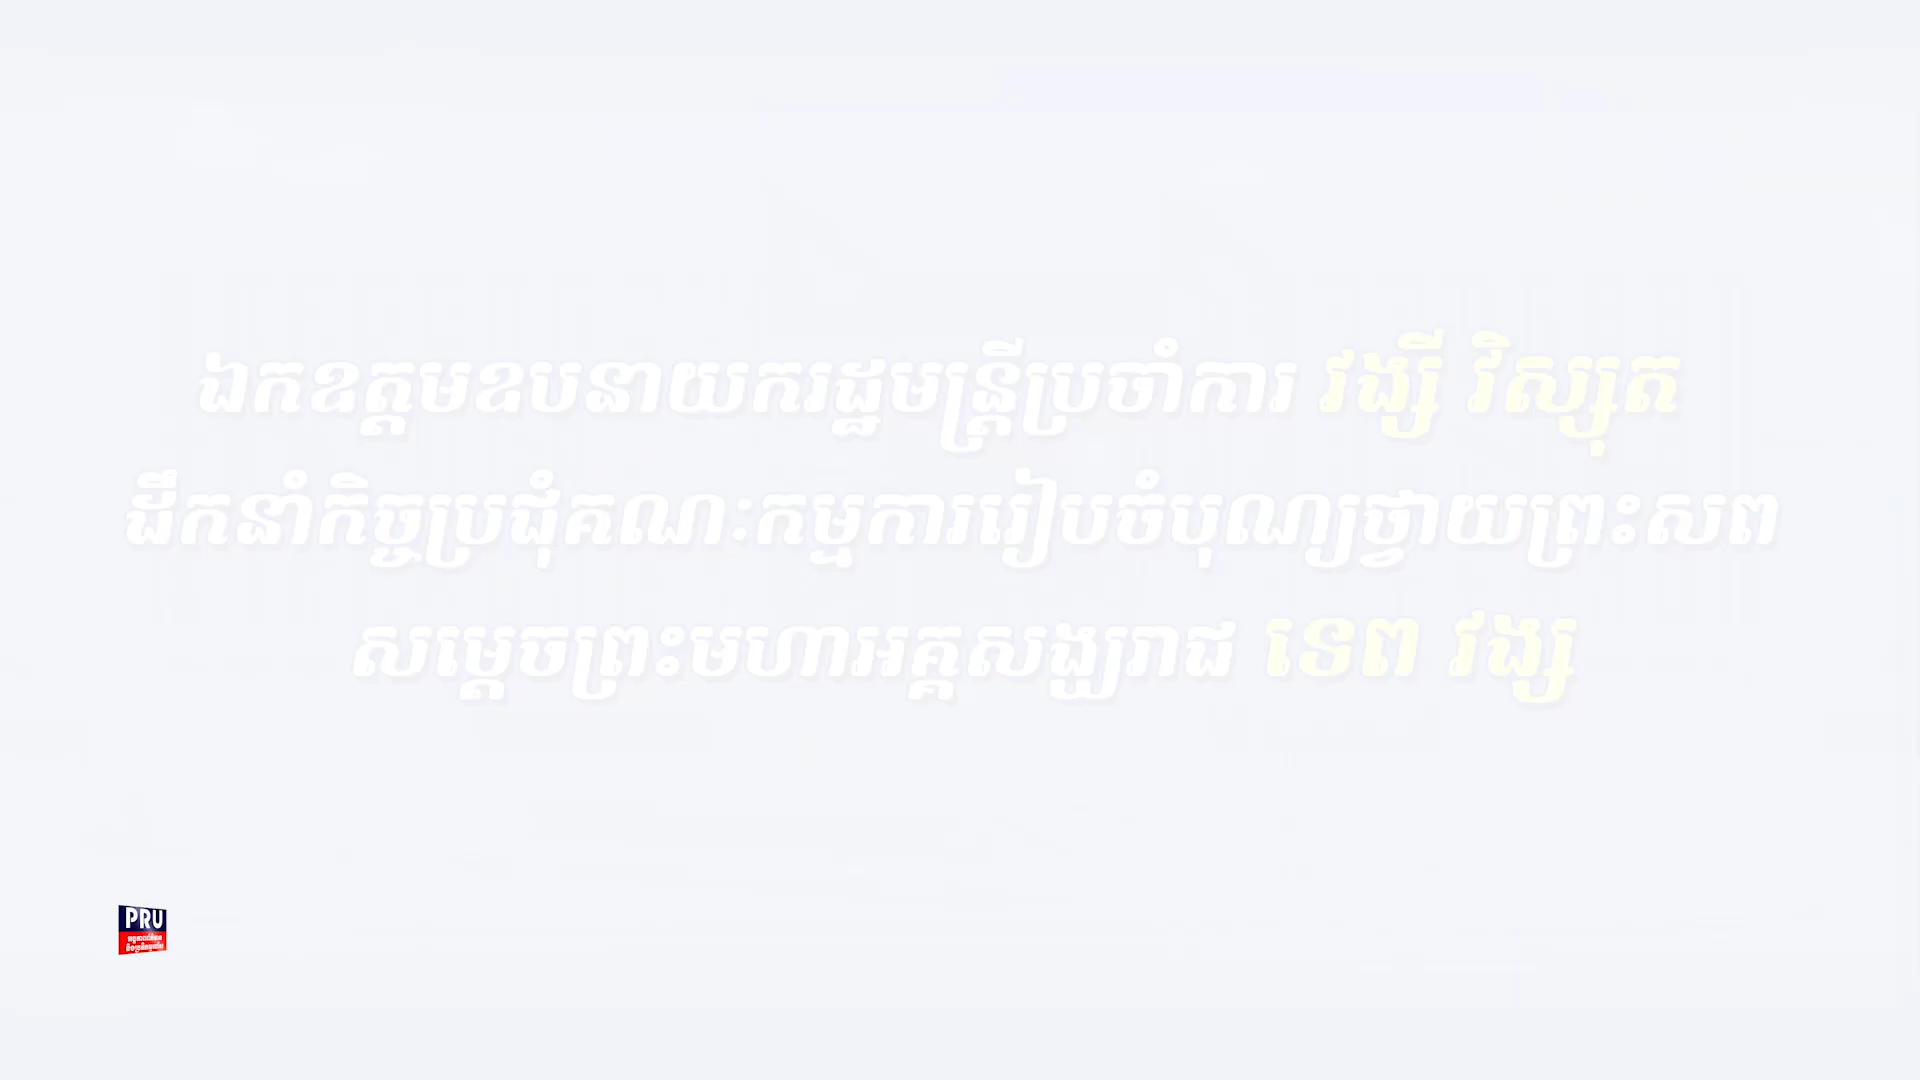 ឯកឧត្តមឧបនាយករដ្ឋមន្ត្រីប្រចាំការ វង្សី វិស្សុត
ដឹកនាំកិច្ចប្រជុំគណៈកម្មការរៀបចំបុណ្យថ្វាយព្រះសព
សម្តេចព្រះមហាអគ្គសង្ឃរាជ ទេព វង្ស
PRU